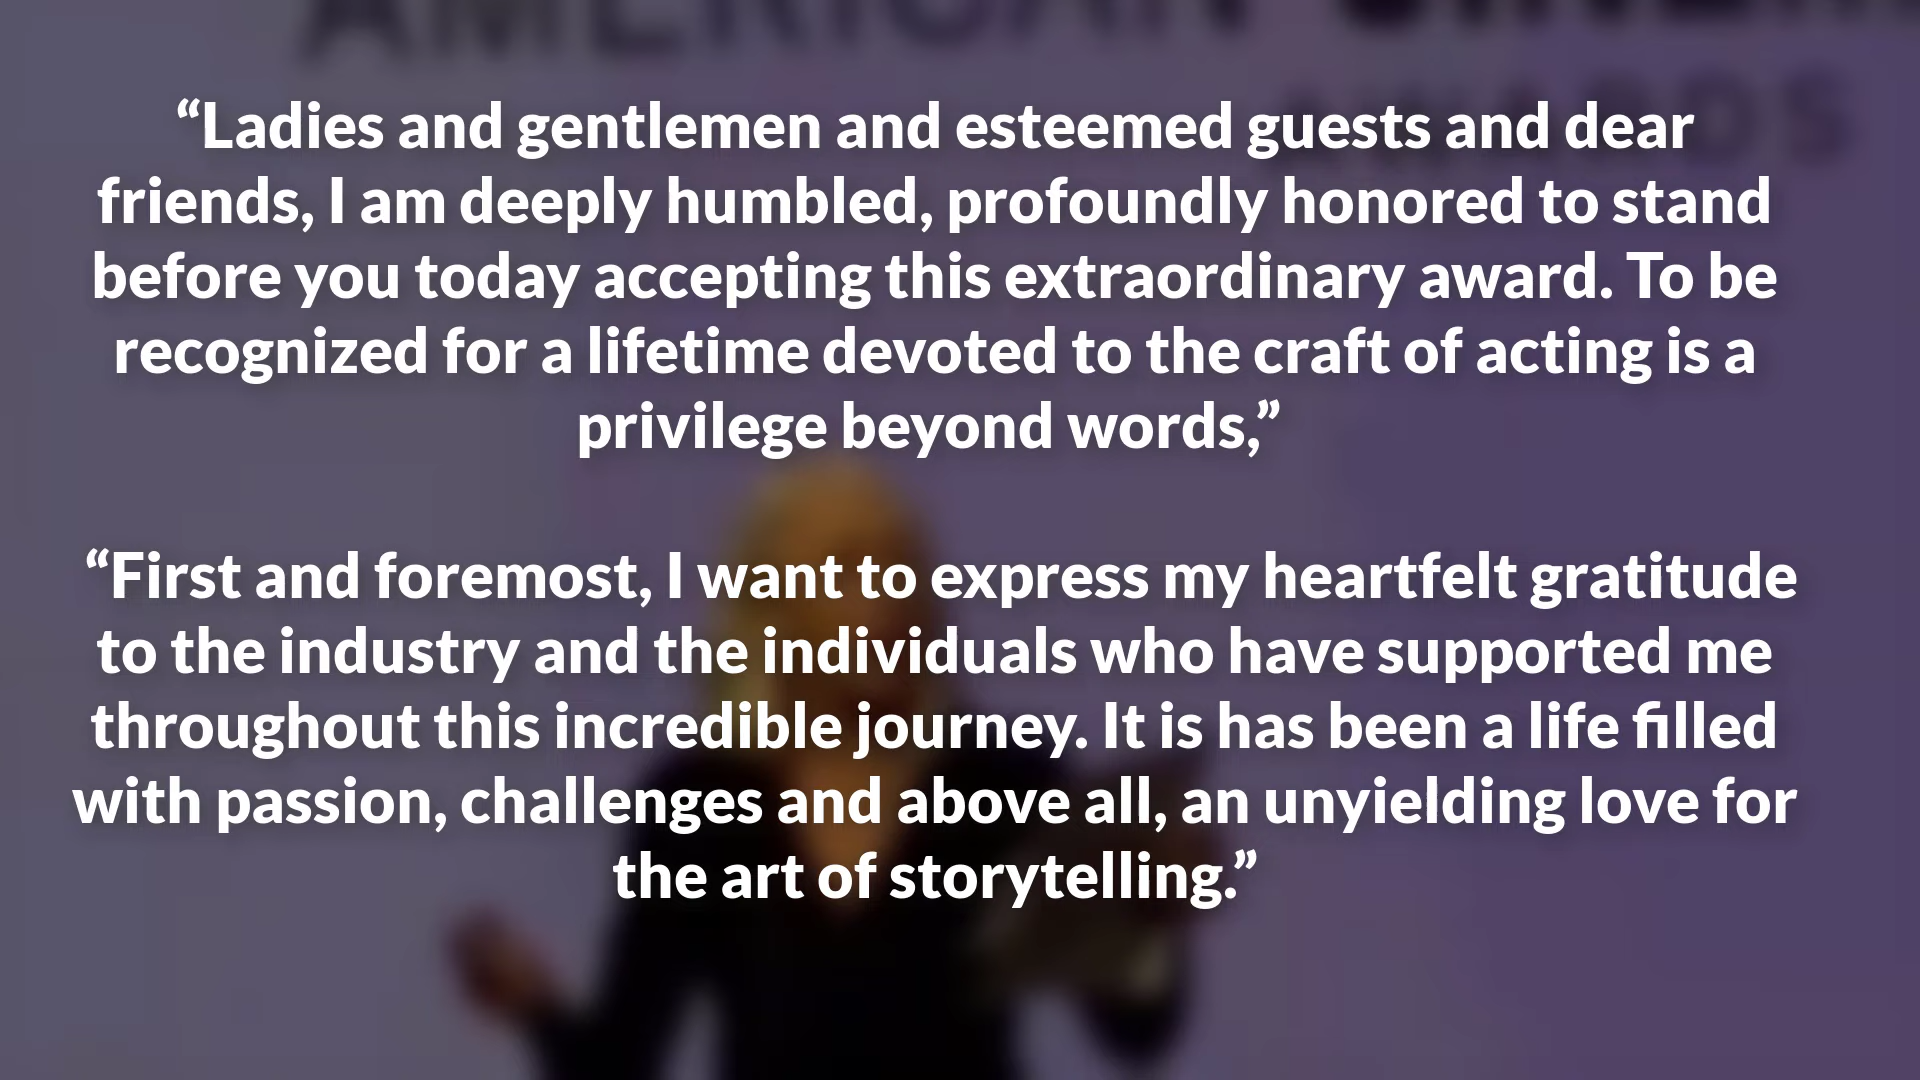 AMERICAN
AWARDS
“Ladies and gentlemen and esteemed guests and dear
friends, I am deeply humbled, profoundly honored to stand
before you today accepting this extraordinary award. To be
recognized for a lifetime devoted to the craft of acting is a
privilege beyond words,”
“First and foremost, I want to express my heartfelt gratitude
to the industry and the individuals who have supported me
throughout this incredible journey. It is has been a life filled
with passion, challenges and above all, an unyielding love for
the art of storytelling.”